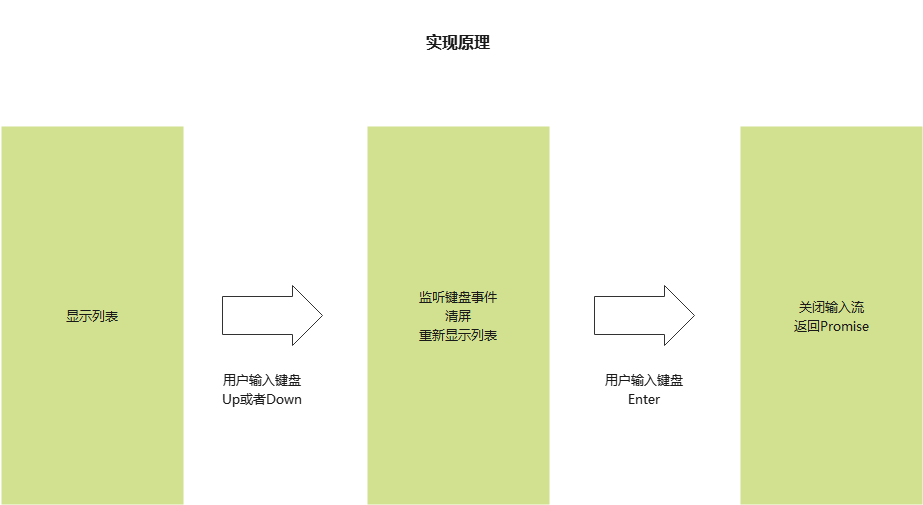 实现原理
显示列表
用户输入键盘
Up或者Down
监听键盘事件
清屏
重新显示列表
用户输入键盘
Enter
关闭输入流
返回Promise